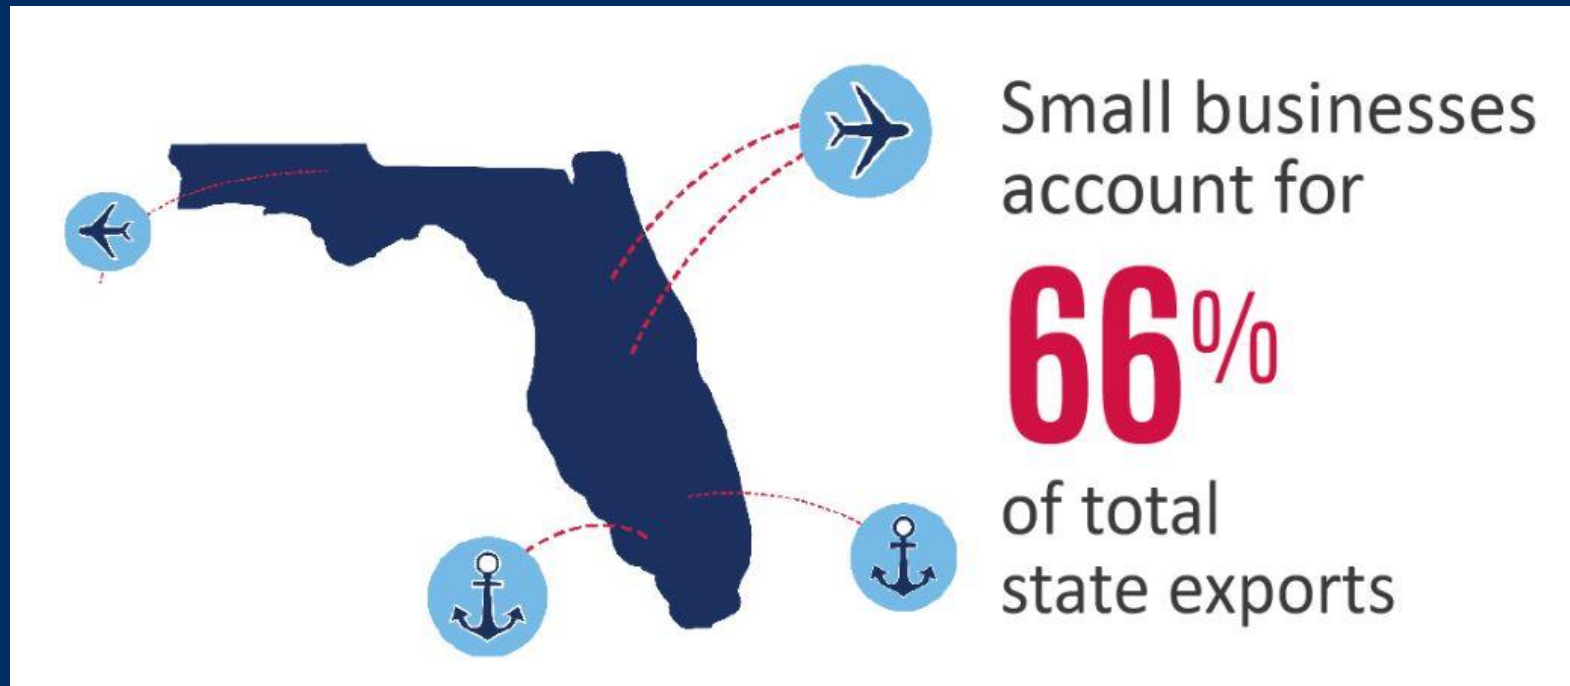 Small businesses
account for
66%
of total
state exports